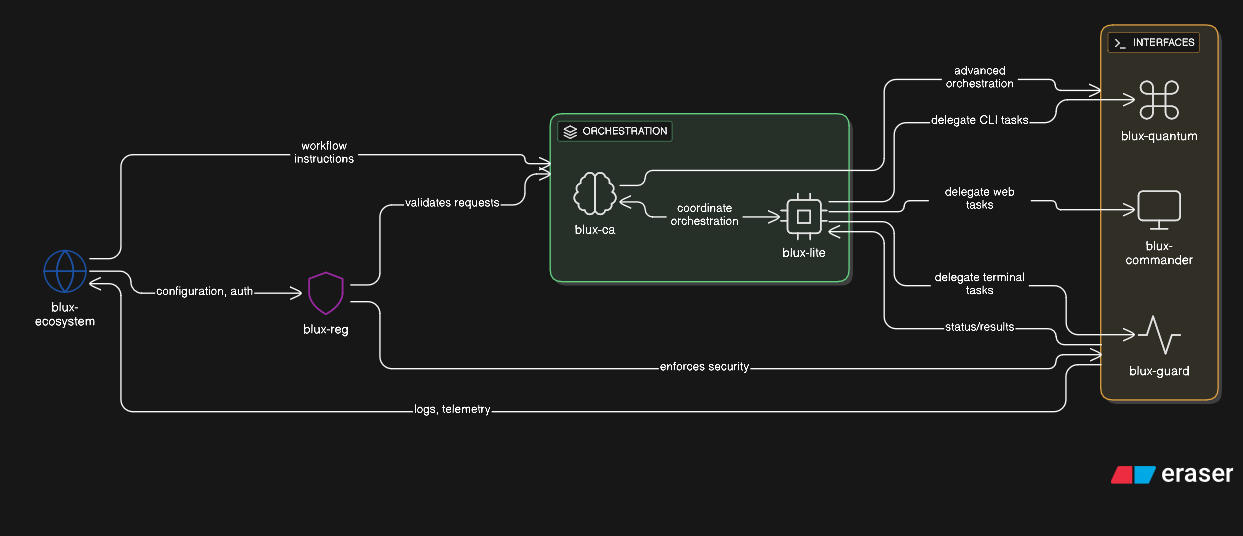 >_ INTERFACES
advanced
orchestration
blux-quantum
delegate CLI tasks
ORCHESTRATION
workflow
instructions
validates requests
blux-ca
coordinate
orchestration
blux-lite
delegate web
tasks
blux-
commander
blux-
ecosystem
configuration, auth
blux-reg
delegate terminal
tasks
status/results
blux-guard
enforces security
logs, telemetry
eraser